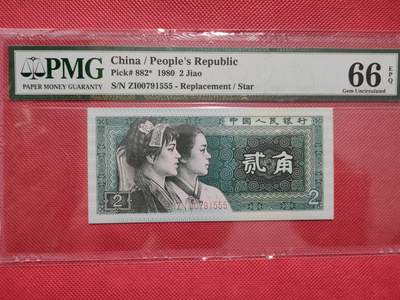 PMG
PAPER MONEY GUARANTY
China / People's Republic
Pick# 882* 1980 2 Jiao
S/N ZI00791555 - Replacement / Star
66 EPQ
Gem Uncirculated
中国人民银行
贰角
2 2
ZI00791555